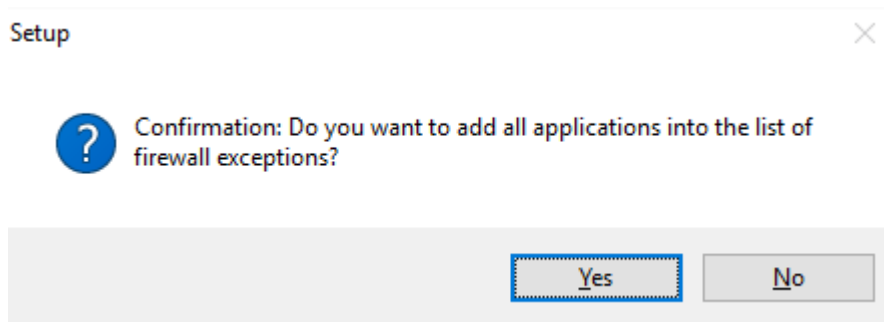 Setup
Confirmation: Do you want to add all applications into the list of
firewall exceptions?
Yes
No